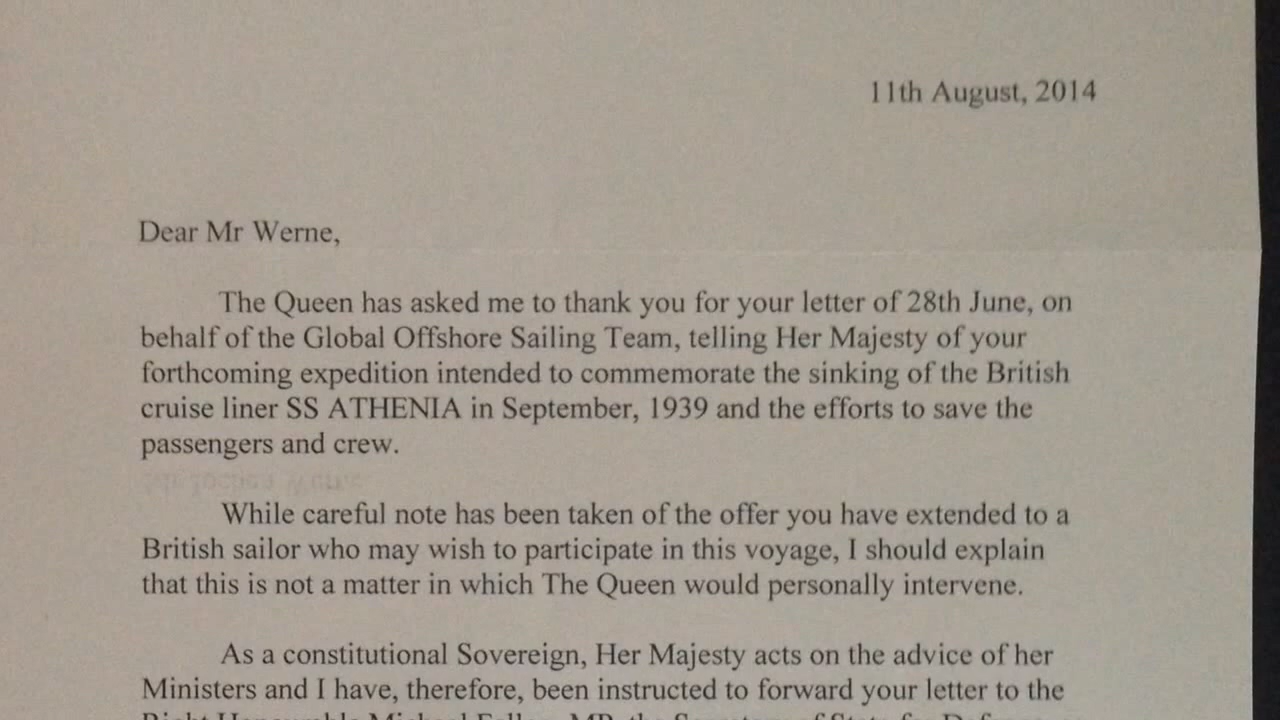 11th August, 2014
Dear Mr Werne,
The Queen has asked me to thank you for your letter of 28th June, on
behalf of the Global Offshore Sailing Team, telling Her Majesty of your
forthcoming expedition intended to commemorate the sinking of the British
cruise liner SS ATHENIA in September, 1939 and the efforts to save the
passengers and crew.
While careful note has been taken of the offer you have extended to a
British sailor who may wish to participate in this voyage, I should explain
that this is not a matter in which The Queen would personally intervene.
As a constitutional Sovereign, Her Majesty acts on the advice of her
Ministers and I have, therefore, been instructed to forward your letter to the